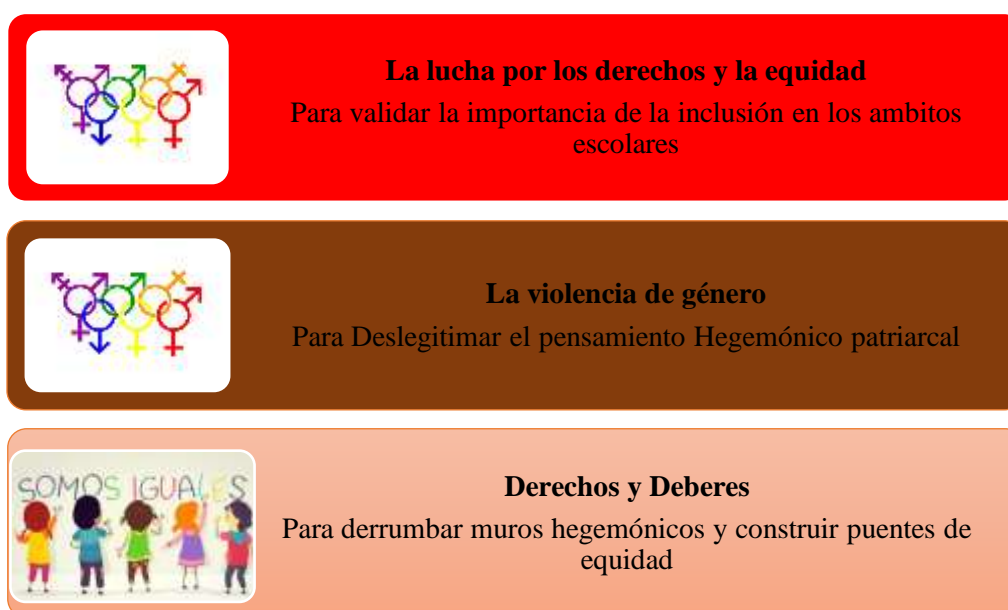 La lucha por los derechos y la equidad
Para validar la importancia de la inclusión en los ambitos
escolares
La violencia de género
Para Deslegitimar el pensamiento Hegemónico patriarcal
SOMOS IGUALES
Derechos y Deberes
Para derrumbar muros hegemónicos y construir puentes de
equidad